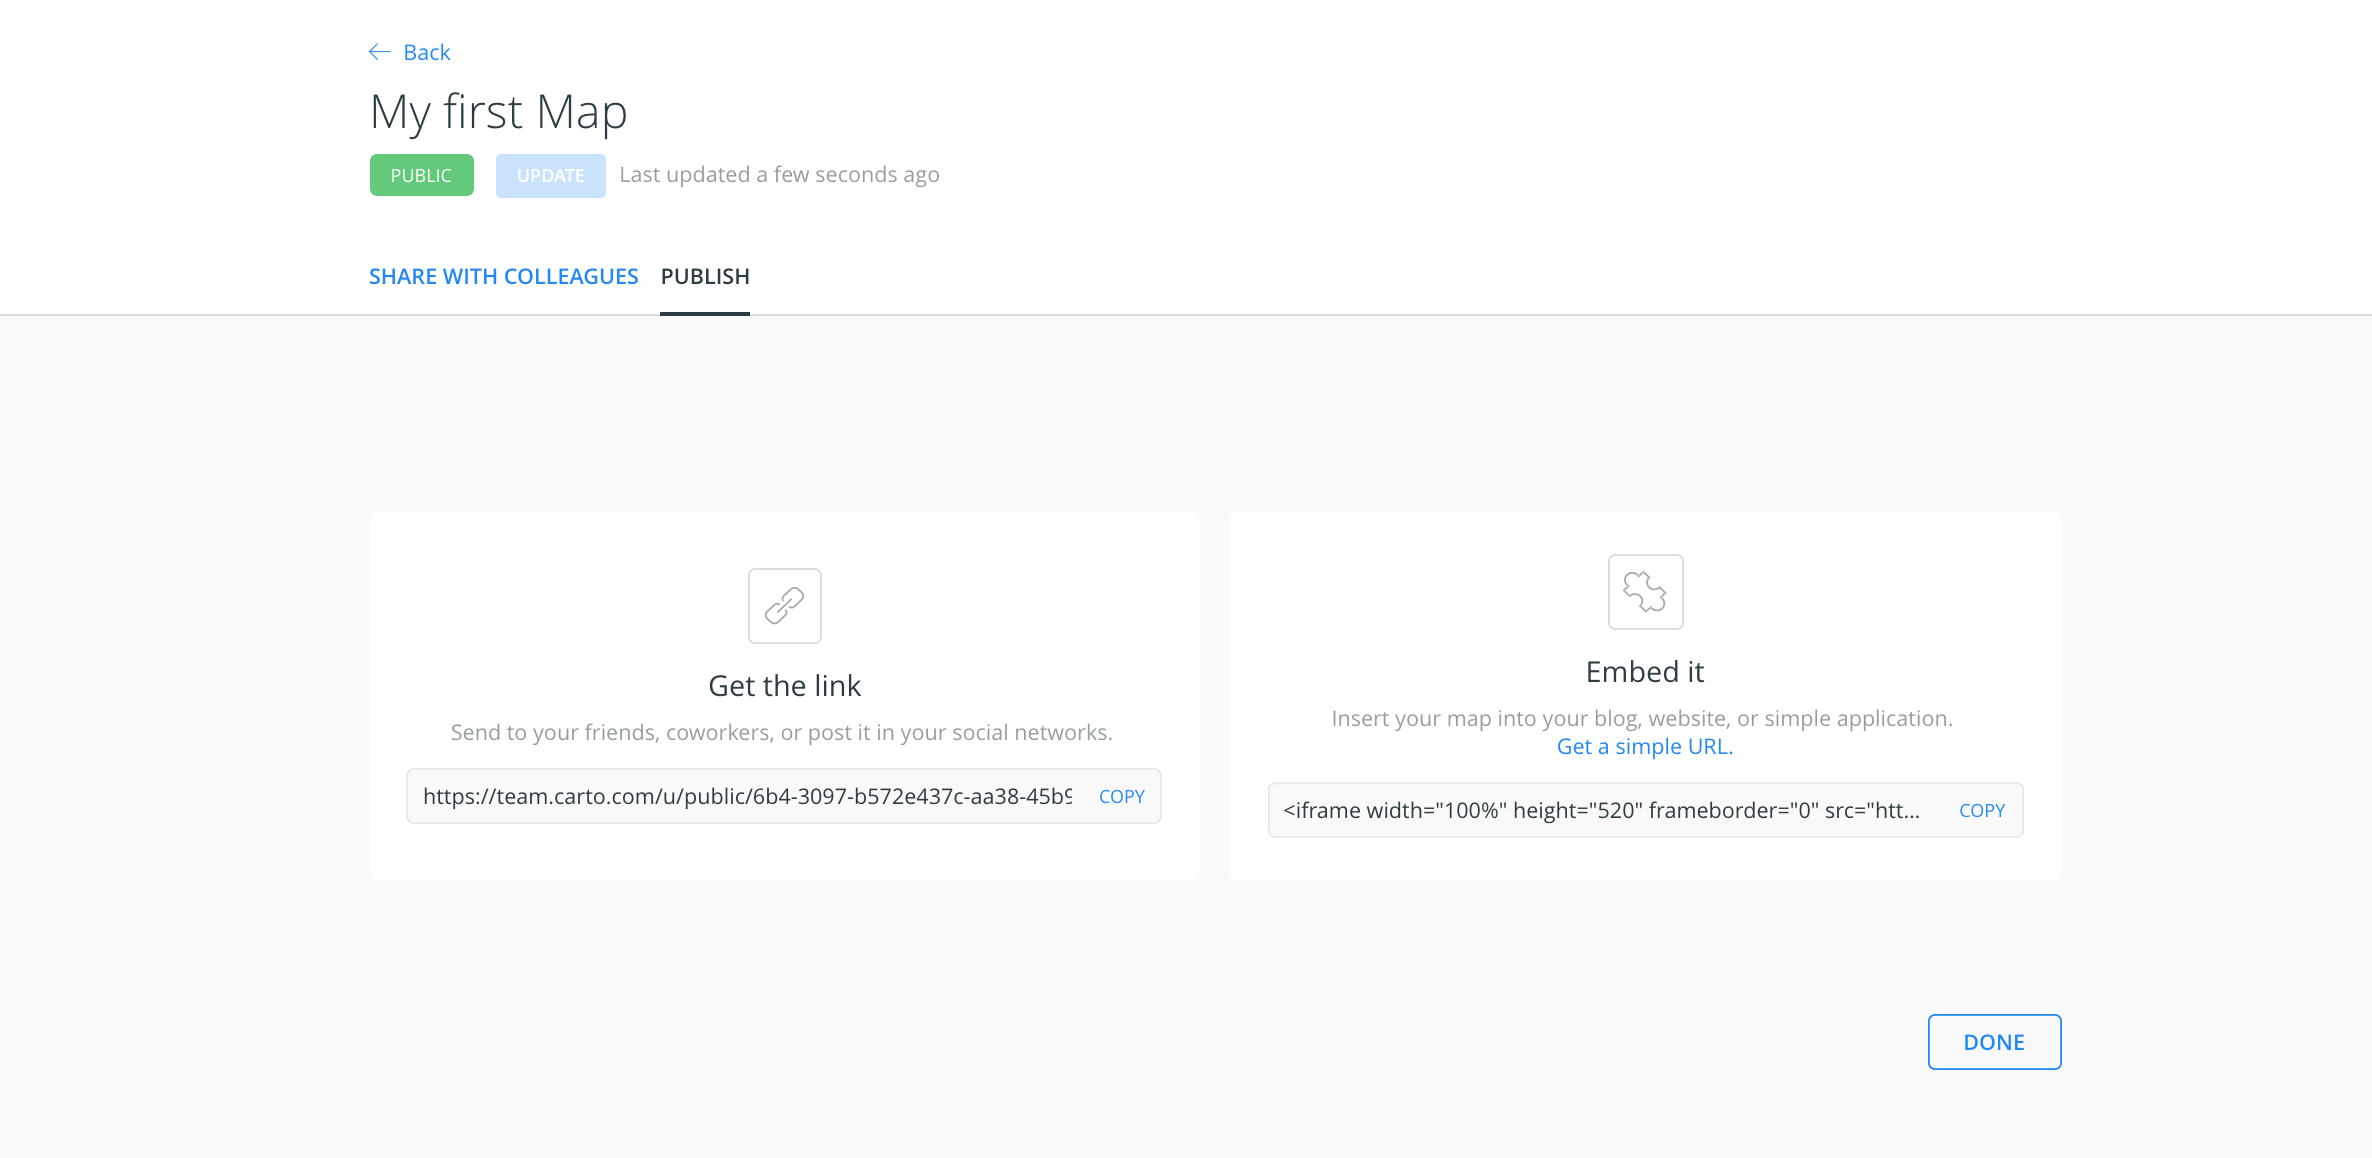 Back
My first Map
PUBLIC UPDATE Last updated a few seconds ago
SHARE WITH COLLEAGUES PUBLISH
Get the link
Send to your friends, coworkers, or post it in your social networks.
https://team.carto.com/u/public/6b4-3097-b572e437c-aa38-45b9 COPY
Embed it
Insert your map into your blog, website, or simple application.
Get a simple URL.
<iframe width="100%" height="520" frameborder="0" src="htt... COPY
DONE